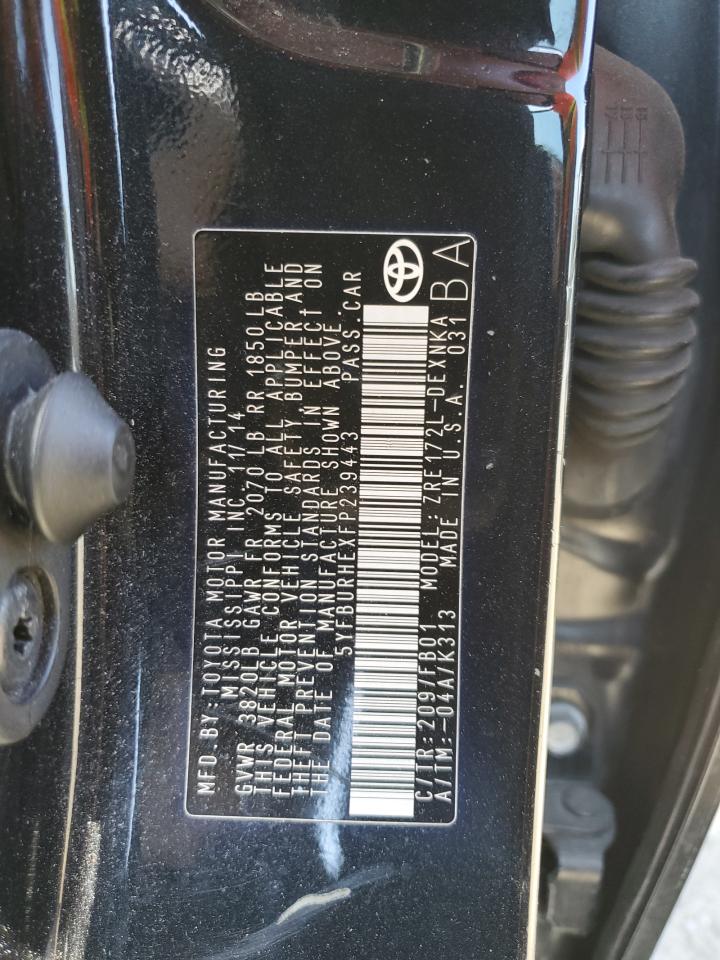 MFD.BY:TOYOTA MOTOR MANUFACTURING
MISSISSIPPI INC. 11/14
GVWR 3820LB GAWR FR 2070 LB RR 1850 LB
THIS VEHICLE CONFORMS TO ALL APPLICABLE
FEDERAL MOTOR VEHICLE SAFETY, BUMPER AND
THEFT PREVENTION STANDARDS IN EFFECT ON
THE DATE OF MANUFACTURE SHOWN ABOVE.
5YFBURHEXFP239443 PASS.CAR
C/TR:209/FB01 MODEL:ZRE172L-DEXNKA
A/TM:-04A/K313 MADE IN U.S.A. 031
BA